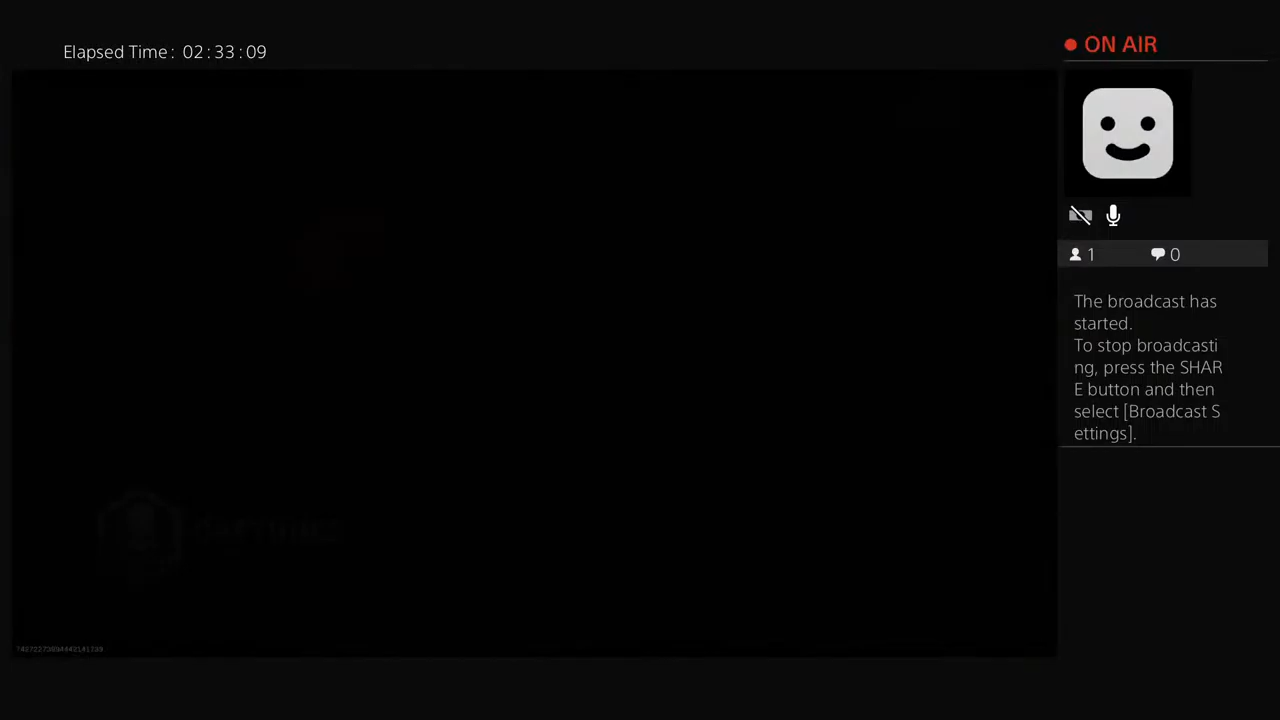 Elapsed Time: 02:33:09
ON AIR
1
0
The broadcast has
started.
To stop broadcasti
ng, press the SHAR
E button and then
select [Broadcast S
ettings].